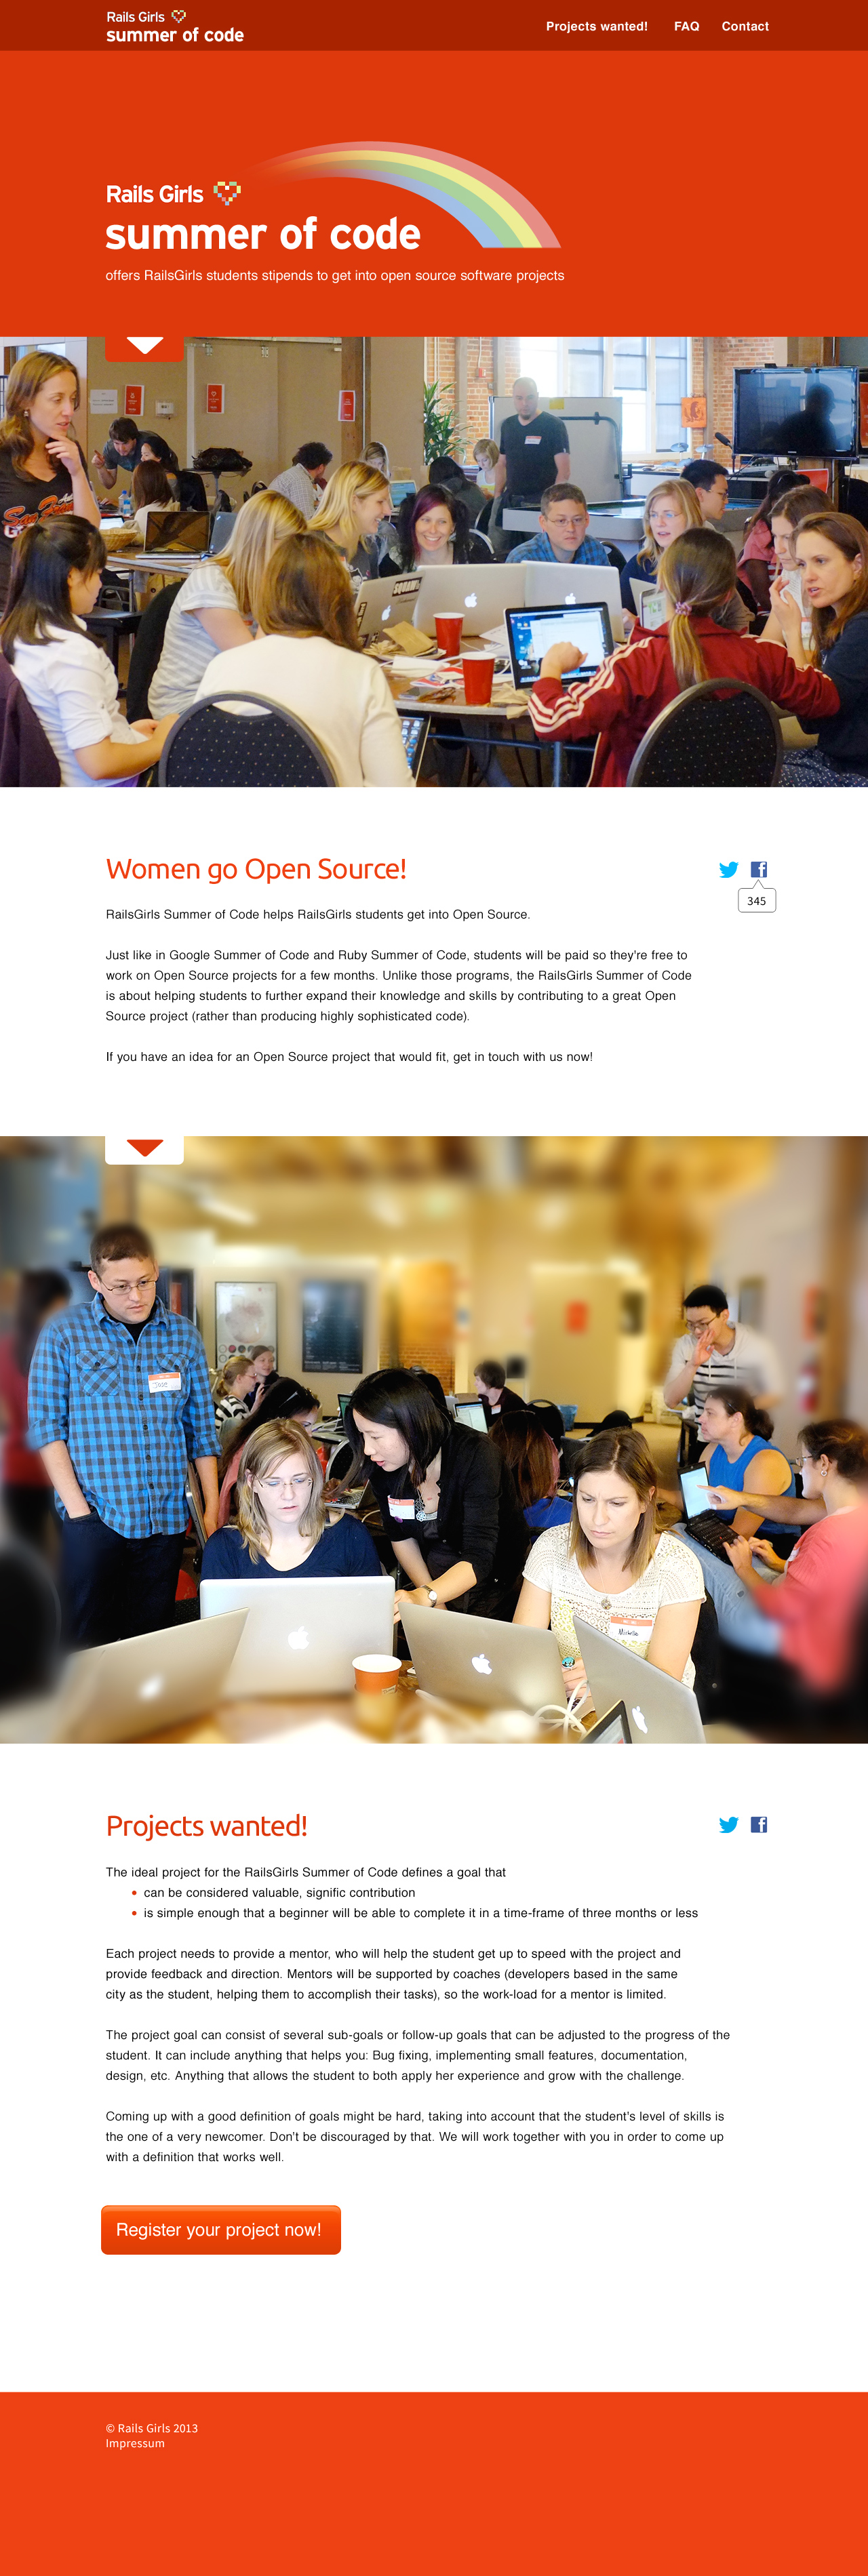 Rails Girls
summer of code
Projects wanted! FAQ Contact
Rails Girls
summer of code
offers RailsGirls students stipends to get into open source software projects
Women go Open Source!
345
RailsGirls Summer of Code helps RailsGirls students get into Open Source.
Just like in Google Summer of Code and Ruby Summer of Code, students will be paid so they're free to
work on Open Source projects for a few months. Unlike those programs, the RailsGirls Summer of Code
is about helping students to further expand their knowledge and skills by contributing to a great Open
Source project (rather than producing highly sophisticated code).
If you have an idea for an Open Source project that would fit, get in touch with us now!
Projects wanted!
The ideal project for the RailsGirls Summer of Code defines a goal that
• can be considered valuable, signific contribution
• is simple enough that a beginner will be able to complete it in a time-frame of three months or less
Each project needs to provide a mentor, who will help the student get up to speed with the project and
provide feedback and direction. Mentors will be supported by coaches (developers based in the same
city as the student, helping them to accomplish their tasks), so the work-load for a mentor is limited.
The project goal can consist of several sub-goals or follow-up goals that can be adjusted to the progress of the
student. It can include anything that helps you: Bug fixing, implementing small features, documentation,
design, etc. Anything that allows the student to both apply her experience and grow with the challenge.
Coming up with a good definition of goals might be hard, taking into account that the student's level of skills is
the one of a very newcomer. Don't be discouraged by that. We will work together with you in order to come up
with a definition that works well.
Register your project now!
© Rails Girls 2013
Impressum